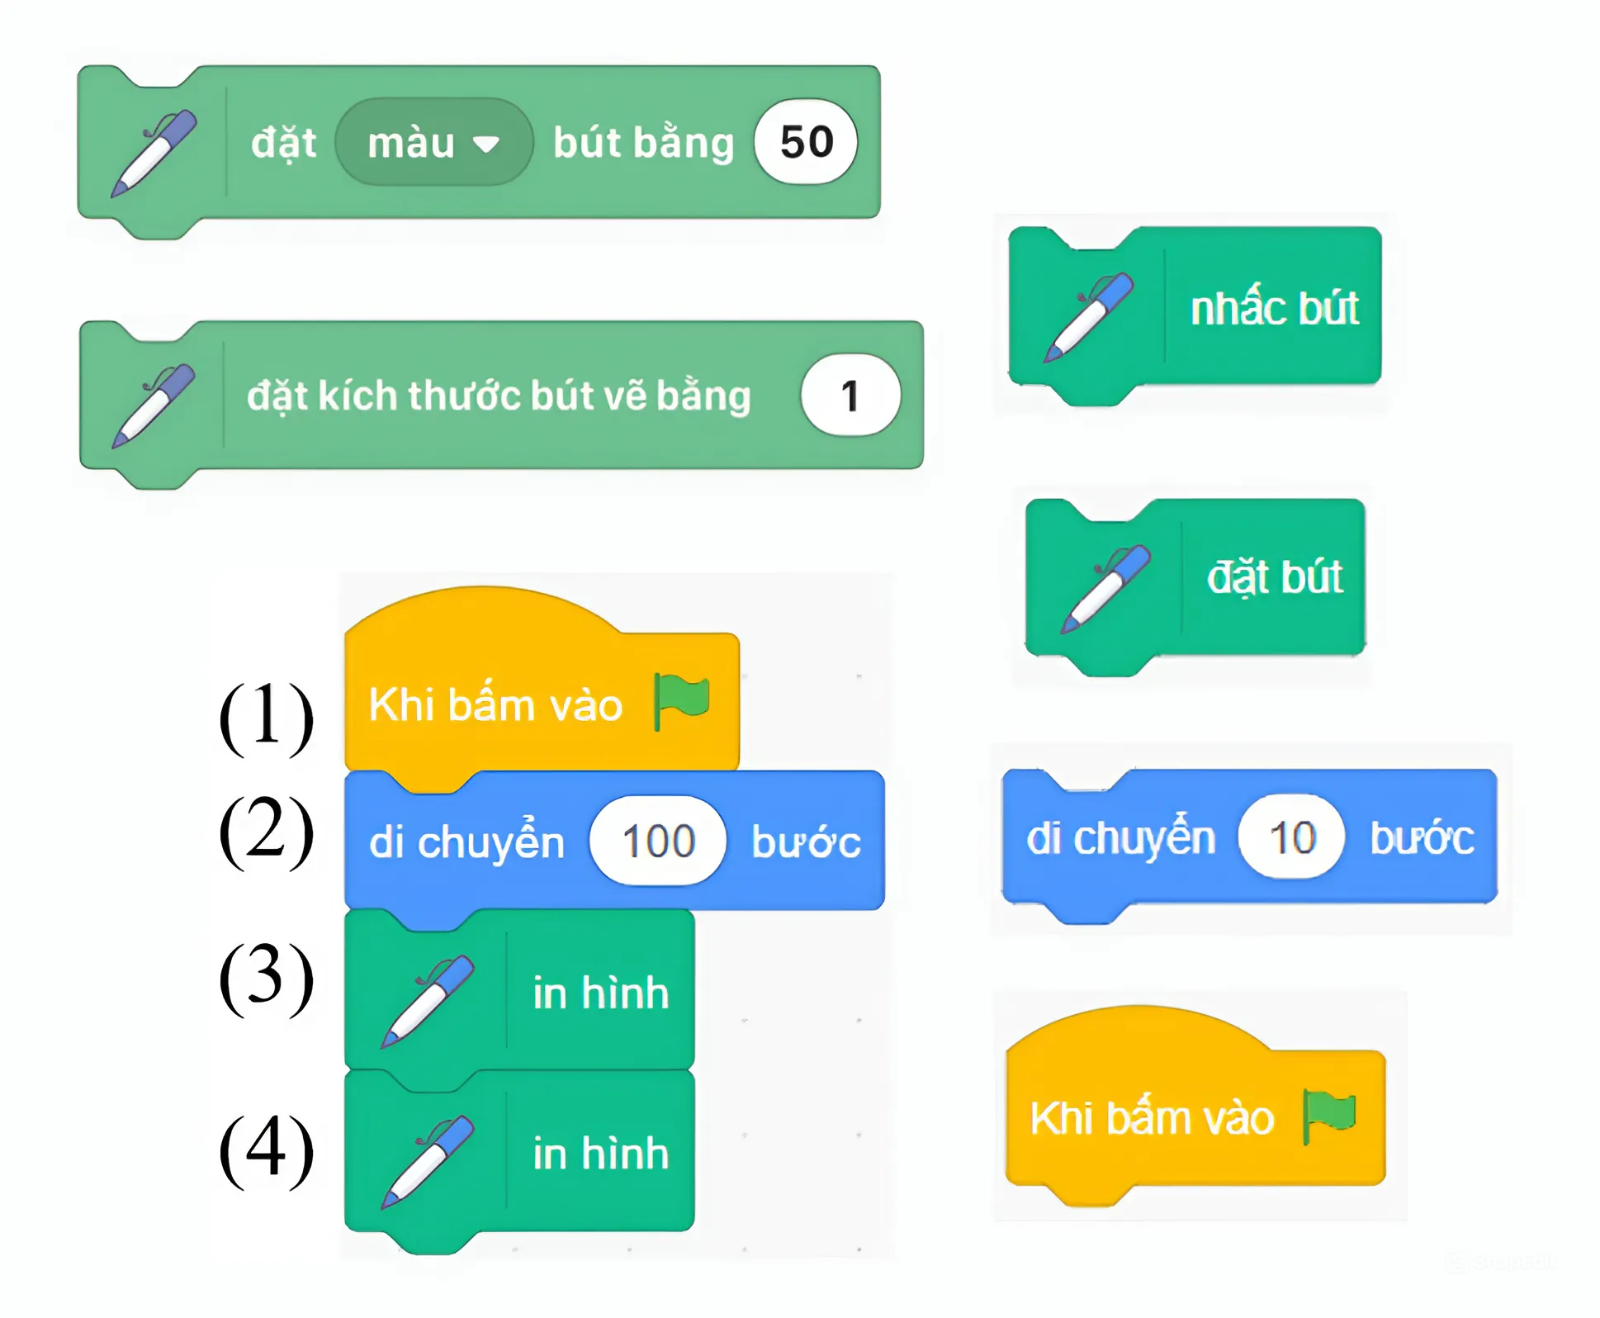 đặt màu bút bằng 50
đặt kích thước bút vẽ bằng 1
(1) Khi bấm vào
(2) di chuyển 100 bước
(3) in hình
(4) in hình
nhấc bút
đặt bút
di chuyển 10 bước
Khi bấm vào